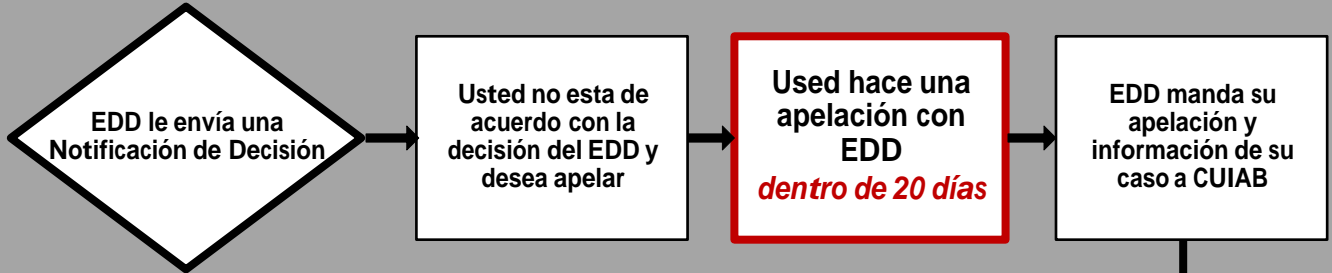 EDD le envía una
Notificación de Decisión
Usted no esta de
acuerdo con la
decisión del EDD y
desea apelar
Used hace una
apelación con
EDD
dentro de 20 días
EDD manda su
apelación y
información de su
caso a CUIAB